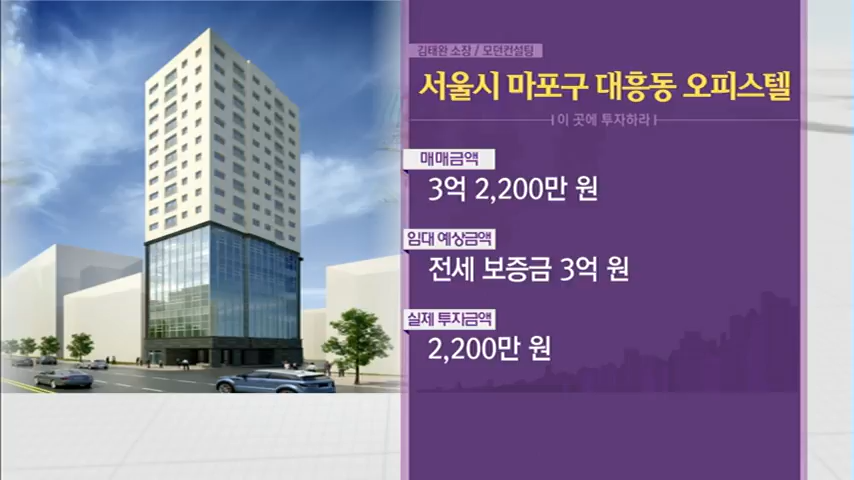 김태완 소장 / 모던컨설팅
서울시 마포구 대흥동 오피스텔
이 곳에 투자하라
매매금액
3억 2,200만 원
임대 예상금액
전세 보증금 3억 원
실제 투자금액
2,200만 원